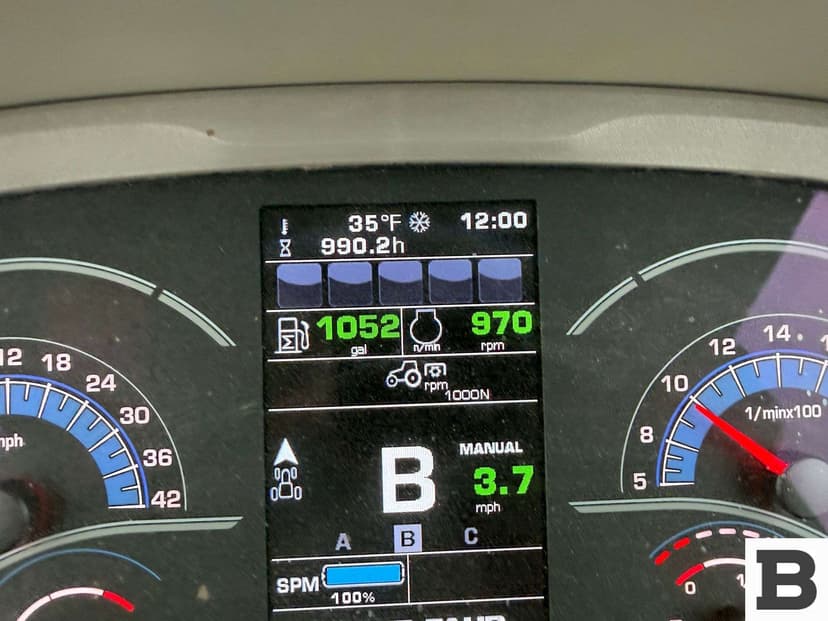 35°F 12:00
990.2h
1052 gal
n/min
970 rpm
rpm
1000N
MANUAL
B
3.7
mph
A B C
SPM
100%
12
18
24
30
36
42
mph
5
8
10
12
14
1/minx100
0
B